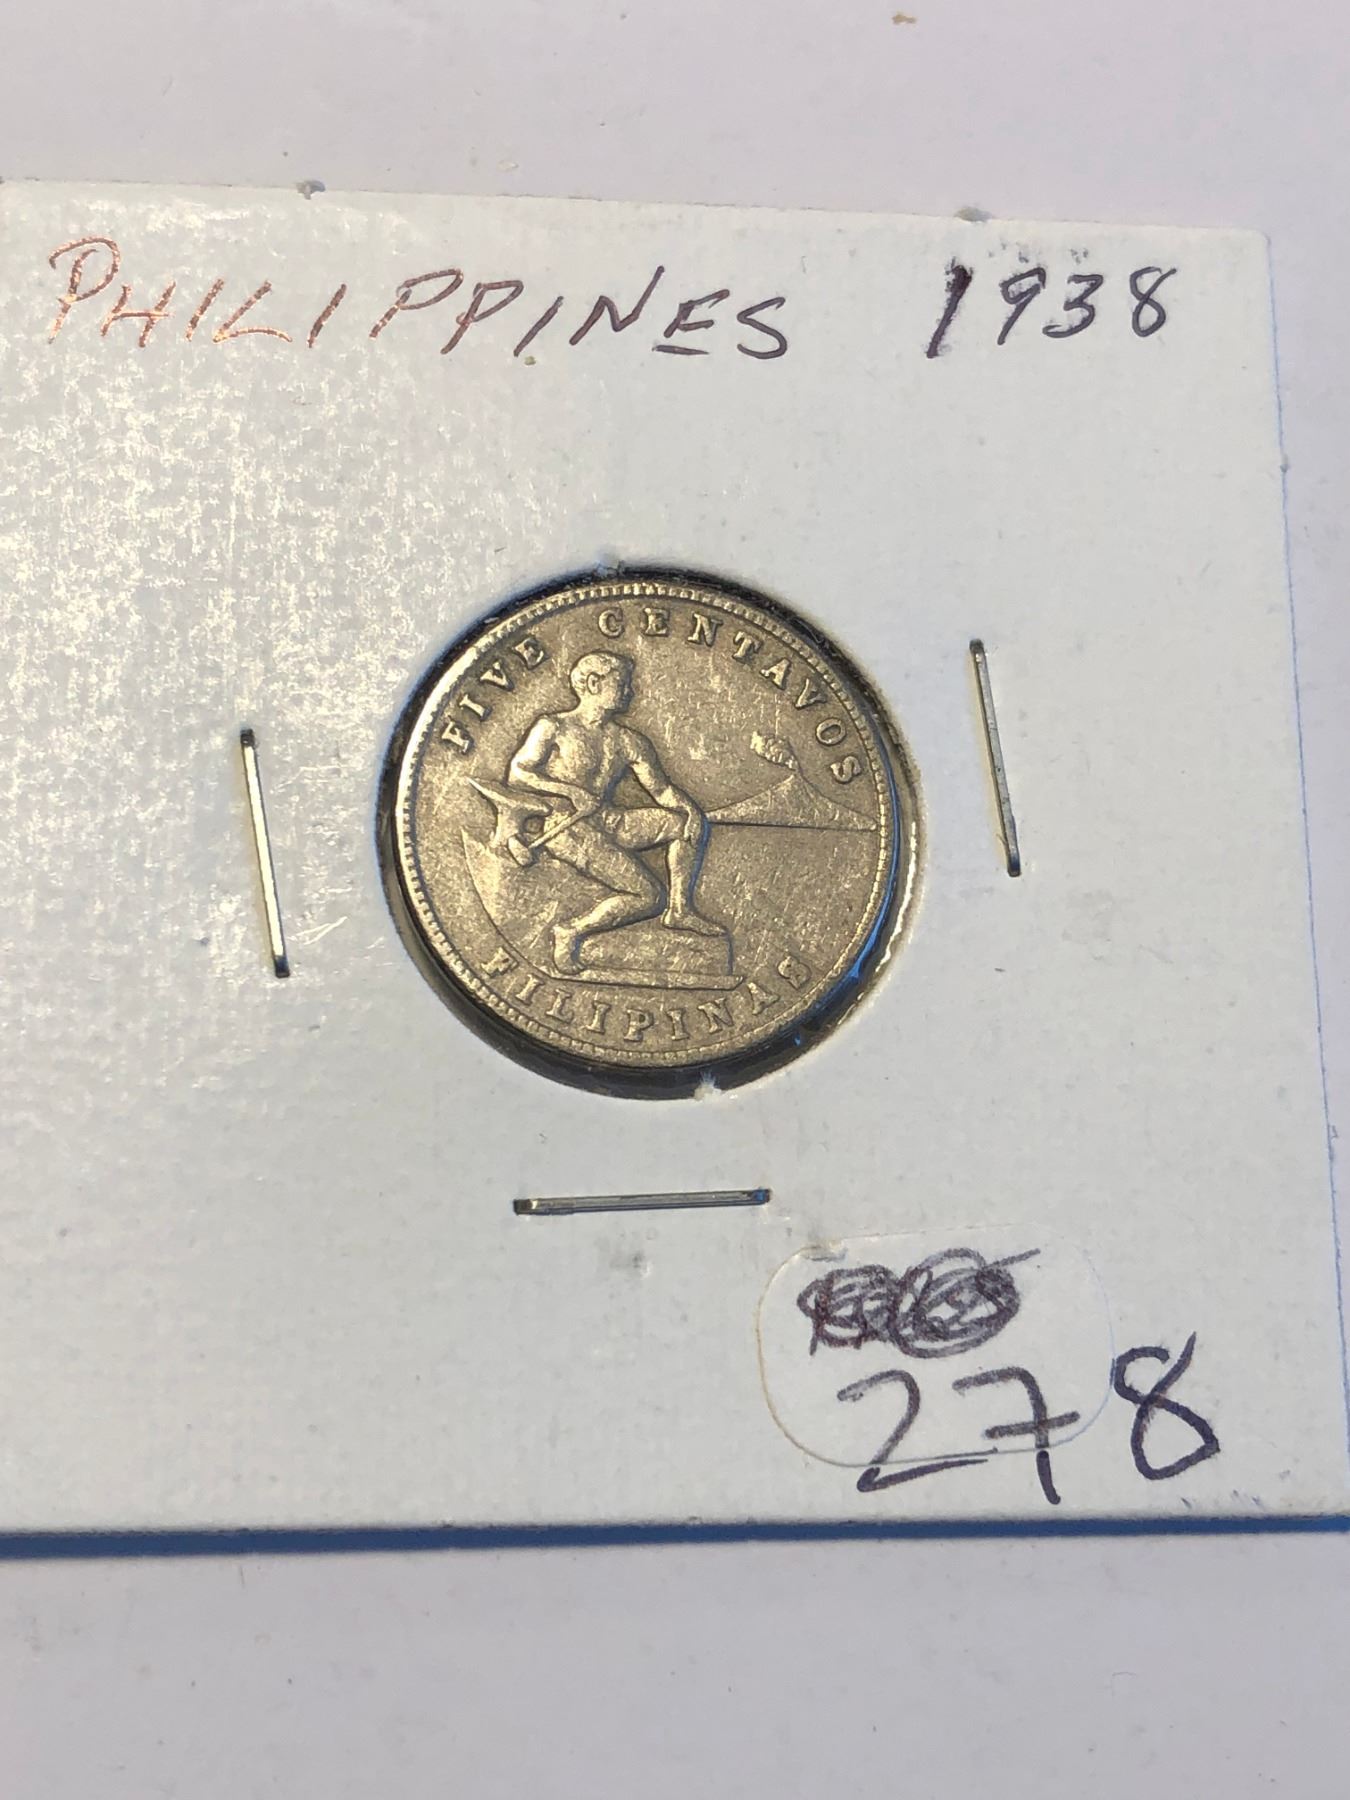 PHILIPPINES 1938
FIVE CENTAVOS
FILIPINAS
278